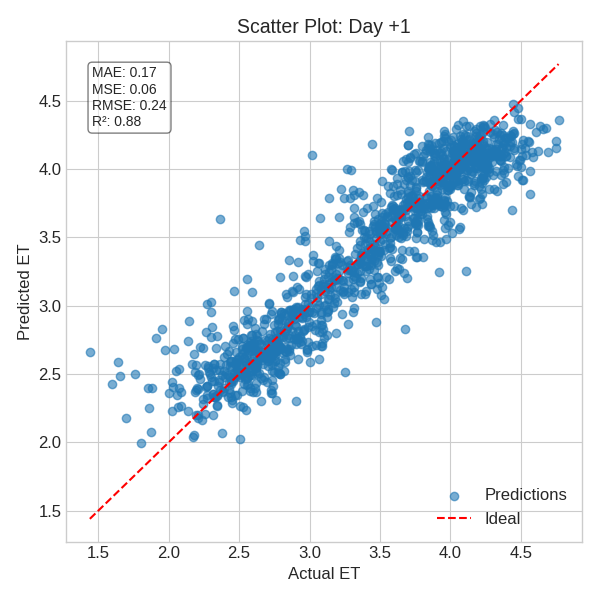 Scatter Plot: Day +1
MAE: 0.17
MSE: 0.06
RMSE: 0.24
R²: 0.88
Predicted ET
4.5
4.0
3.5
3.0
2.5
2.0
1.5
Predictions
Ideal
1.5 2.0 2.5 3.0 3.5 4.0 4.5
Actual ET